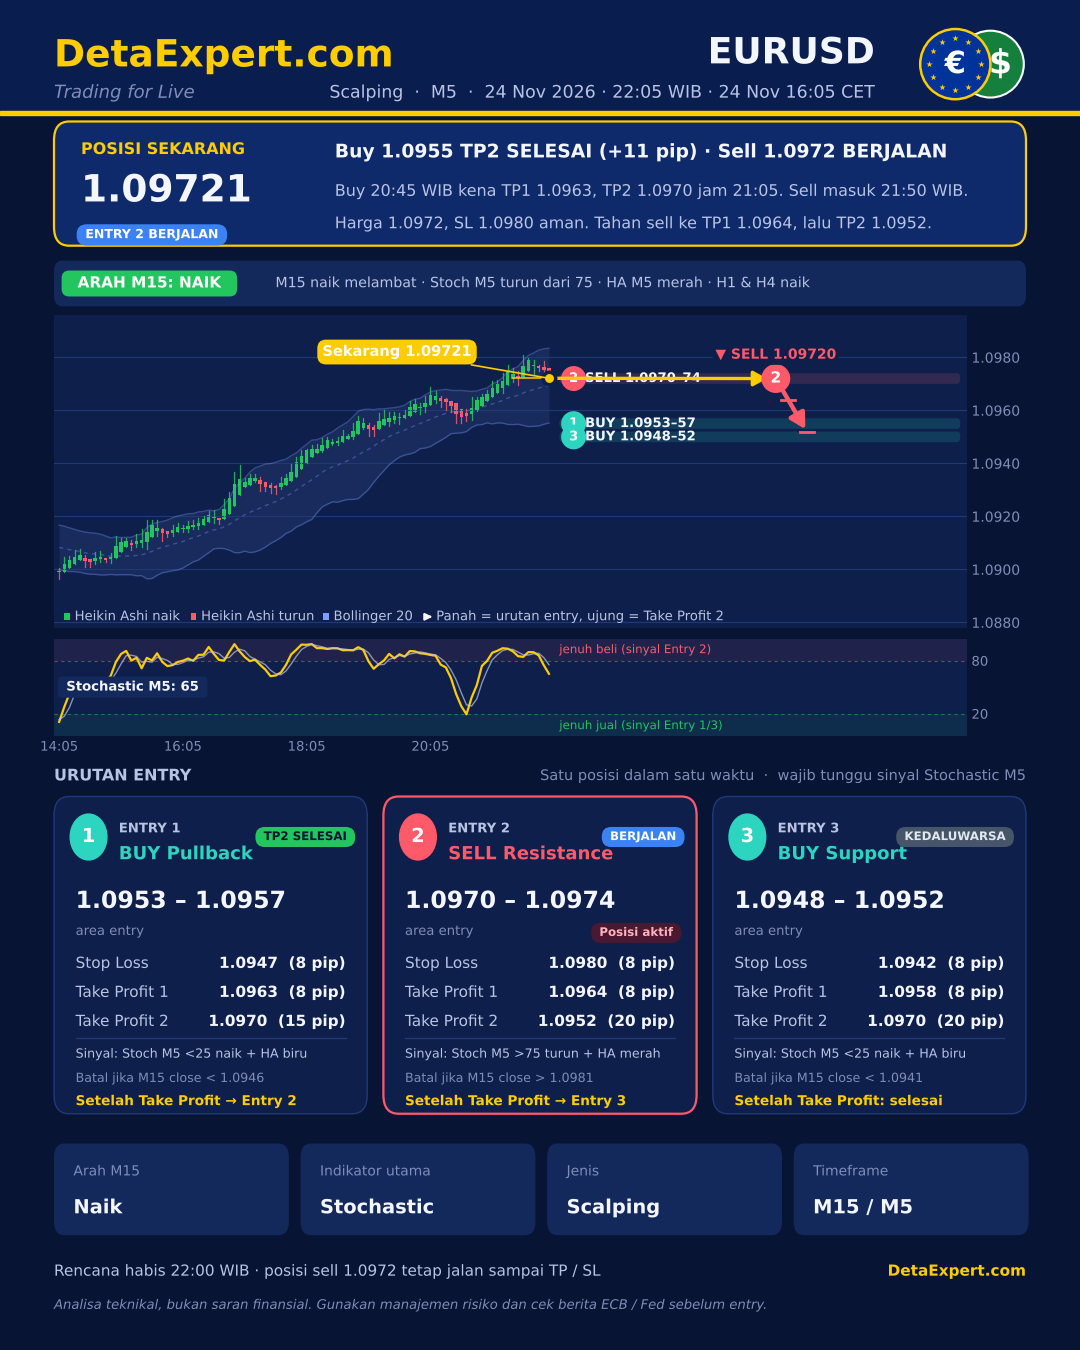 DetaExpert.com
Trading for Live
EURUSD
Scalping · M5 · 24 Nov 2026 · 22:05 WIB · 24 Nov 16:05 CET
€ $
POSISI SEKARANG
1.09721
ENTRY 2 BERJALAN
Buy 1.0955 TP2 SELESAI (+11 pip) · Sell 1.0972 BERJALAN
Buy 20:45 WIB kena TP1 1.0963, TP2 1.0970 jam 21:05. Sell masuk 21:50 WIB.
Harga 1.0972, SL 1.0980 aman. Tahan sell ke TP1 1.0964, lalu TP2 1.0952.
ARAH M15: NAIK
M15 naik melambat · Stoch M5 turun dari 75 · HA M5 merah · H1 & H4 naik
Sekarang 1.09721
▼ SELL 1.09720
2 SELL 1.0970–74
2
1 BUY 1.0953–57
3 BUY 1.0948–52
1.0980
1.0960
1.0940
1.0920
1.0900
1.0880
Heikin Ashi naik
Heikin Ashi turun
Bollinger 20
Panah = urutan entry, ujung = Take Profit 2
jenuh beli (sinyal Entry 2)
80
Stochastic M5: 65
20
jenuh jual (sinyal Entry 1/3)
14:05 16:05 18:05 20:05
URUTAN ENTRY
Satu posisi dalam satu waktu · wajib tunggu sinyal Stochastic M5
1
ENTRY 1
TP2 SELESAI
BUY Pullback
1.0953 – 1.0957
area entry
Stop Loss 1.0947 (8 pip)
Take Profit 1 1.0963 (8 pip)
Take Profit 2 1.0970 (15 pip)
Sinyal: Stoch M5 <25 naik + HA biru
Batal jika M15 close < 1.0946
Setelah Take Profit → Entry 2
2
ENTRY 2
BERJALAN
SELL Resistance
1.0970 – 1.0974
area entry
Posisi aktif
Stop Loss 1.0980 (8 pip)
Take Profit 1 1.0964 (8 pip)
Take Profit 2 1.0952 (20 pip)
Sinyal: Stoch M5 >75 turun + HA merah
Batal jika M15 close > 1.0981
Setelah Take Profit → Entry 3
3
ENTRY 3
KEDALUWARSA
BUY Support
1.0948 – 1.0952
area entry
Stop Loss 1.0942 (8 pip)
Take Profit 1 1.0958 (8 pip)
Take Profit 2 1.0970 (20 pip)
Sinyal: Stoch M5 <25 naik + HA biru
Batal jika M15 close < 1.0941
Setelah Take Profit: selesai
Arah M15
Naik
Indikator utama
Stochastic
Jenis
Scalping
Timeframe
M15 / M5
Rencana habis 22:00 WIB · posisi sell 1.0972 tetap jalan sampai TP / SL
DetaExpert.com
Analisa teknikal, bukan saran finansial. Gunakan manajemen risiko dan cek berita ECB / Fed sebelum entry.